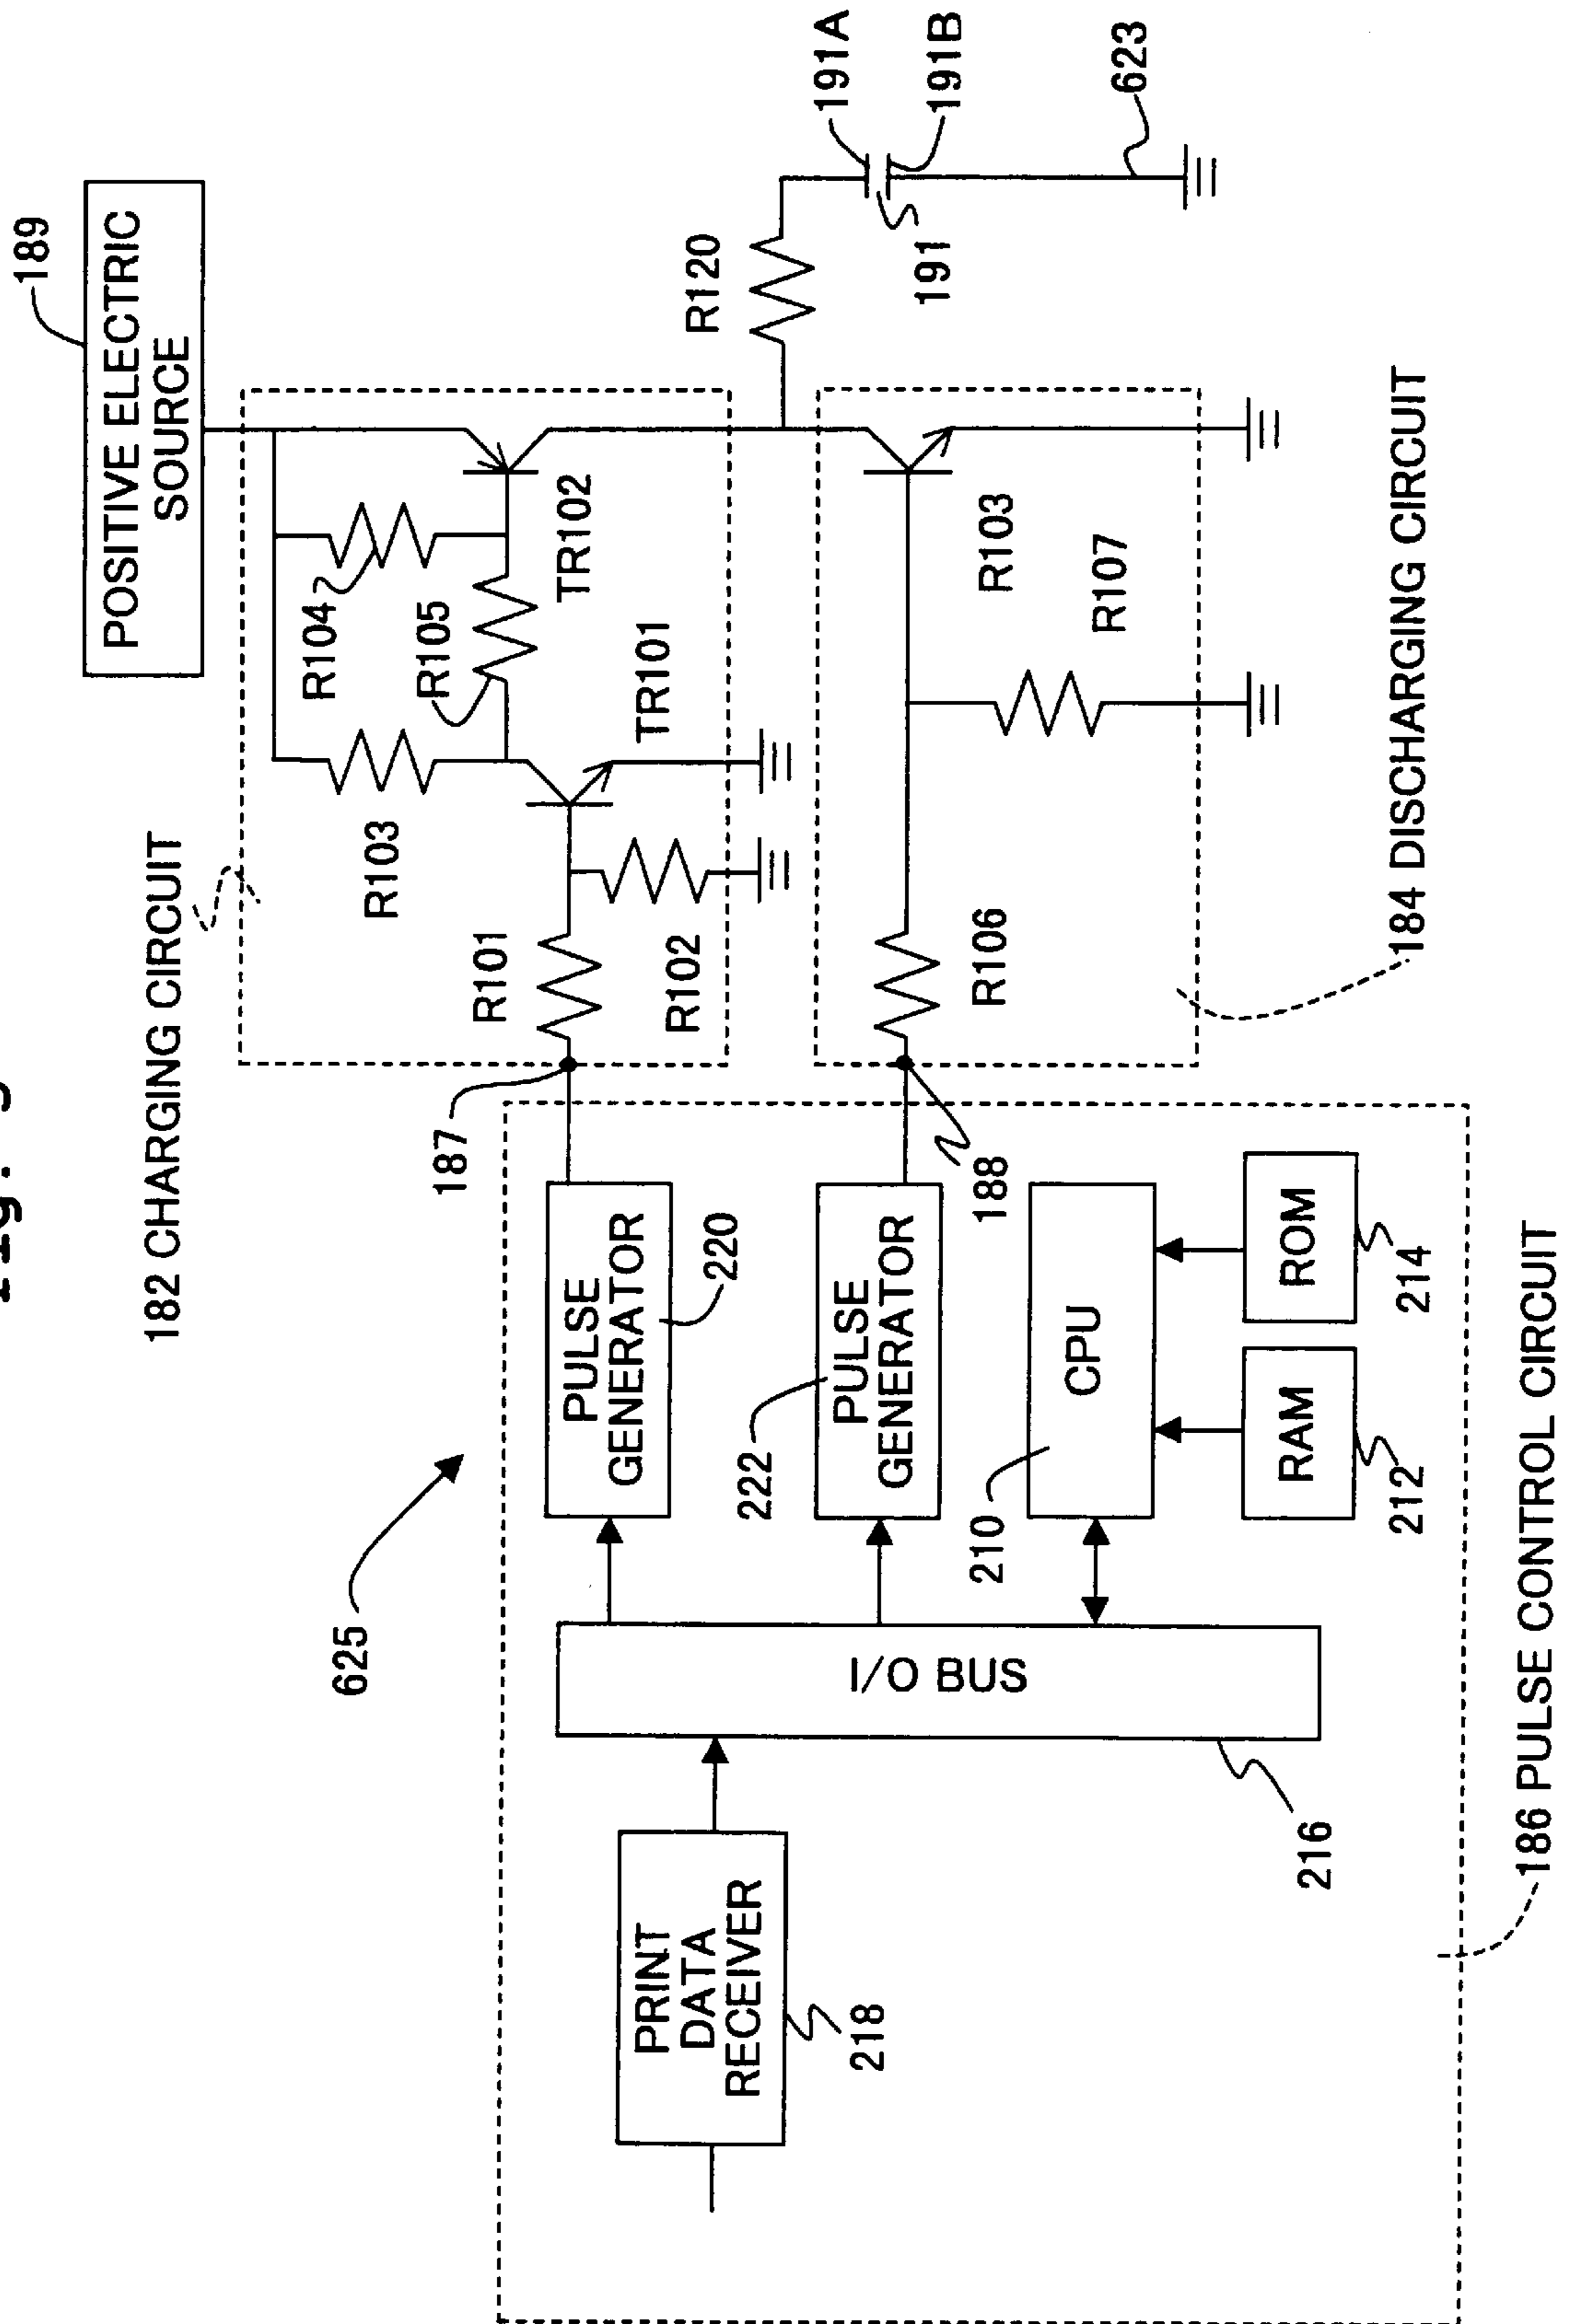 189
POSITIVE ELECTRIC
SOURCE
182 CHARGING CIRCUIT
R104
R105
TR102
R103
TR101
R101
R102
187
R120
191A
191B
191
623
R103
R107
R106
184 DISCHARGING CIRCUIT
188
625
PULSE
GENERATOR
220
PULSE
GENERATOR
222
CPU
210
ROM
214
RAM
212
I/O BUS
216
PRINT
DATA
RECEIVER
218
186 PULSE CONTROL CIRCUIT